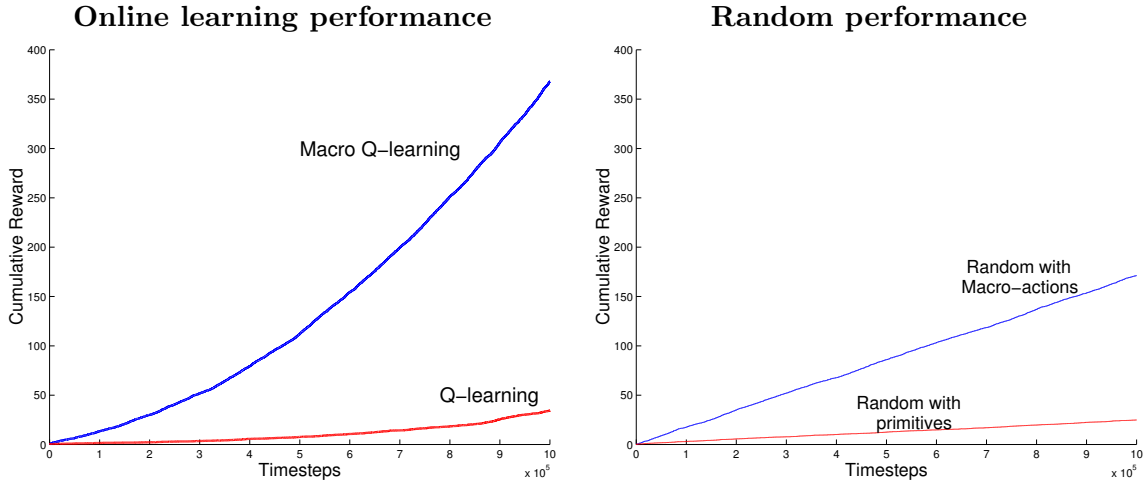 Online learning performance
400
350
300
250
200
150
100
50
0
Cumulative Reward
Macro Q−learning
Q−learning
0 1 2 3 4 5 6 7 8 9 10
Timesteps
x 10^5
Random performance
400
350
300
250
200
150
100
50
0
Cumulative Reward
Random with
Macro−actions
Random with
primitives
0 1 2 3 4 5 6 7 8 9 10
Timesteps
x 10^5